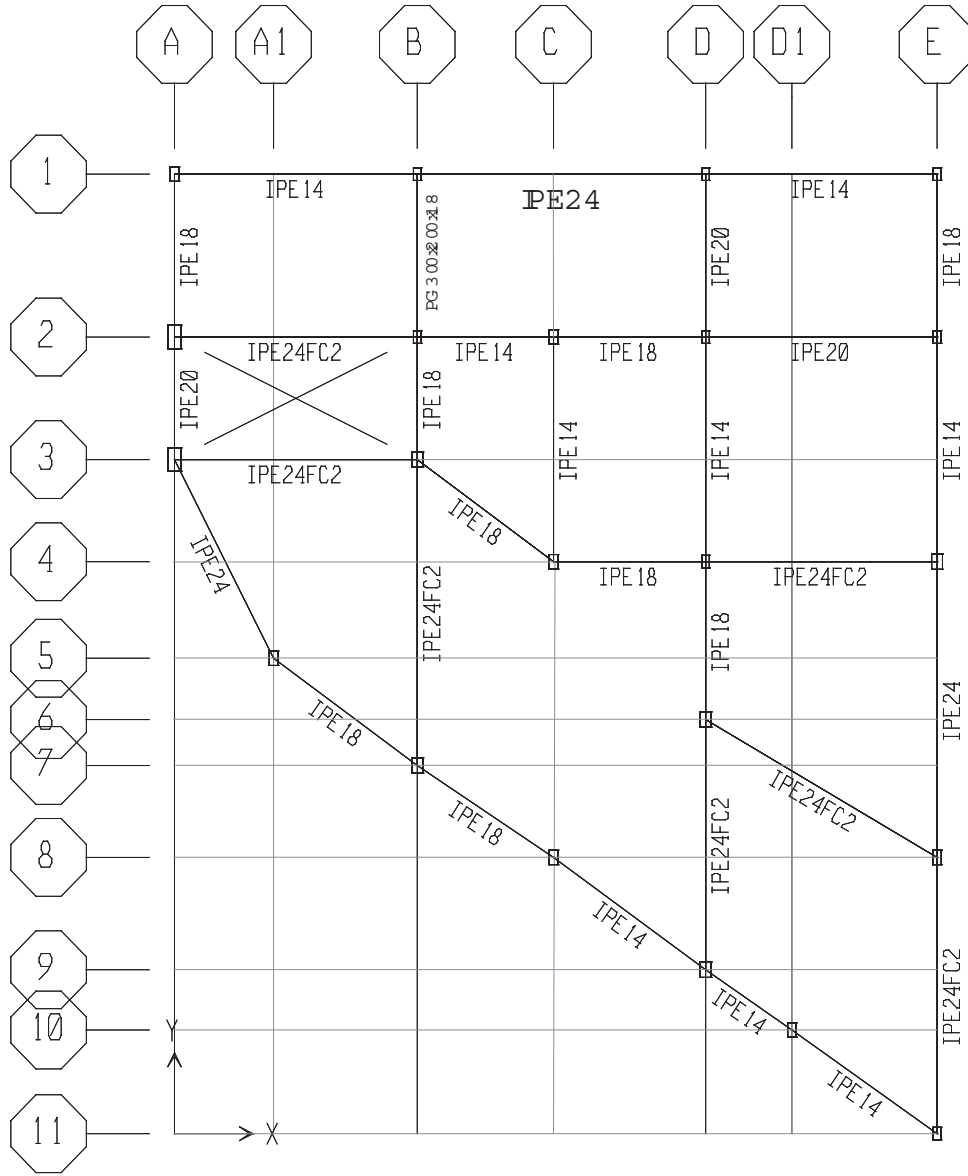 A A1 B C D D1 E
1
IPE14 IPE24 IPE14
IPE18 PG 300x200x18 IPE20 IPE18
2
IPE24FC2 IPE14 IPE18 IPE20
IPE20 IPE18 IPE14 IPE14 IPE14
3
IPE24FC2
IPE18
4
IPE24 IPE18 IPE24FC2
IPE24FC2 IPE18
5
IPE18 IPE24
6
7
IPE18 IPE24FC2
IPE24FC2
8
IPE14
9
IPE14 IPE24FC2
10
Y
IPE14
11
X